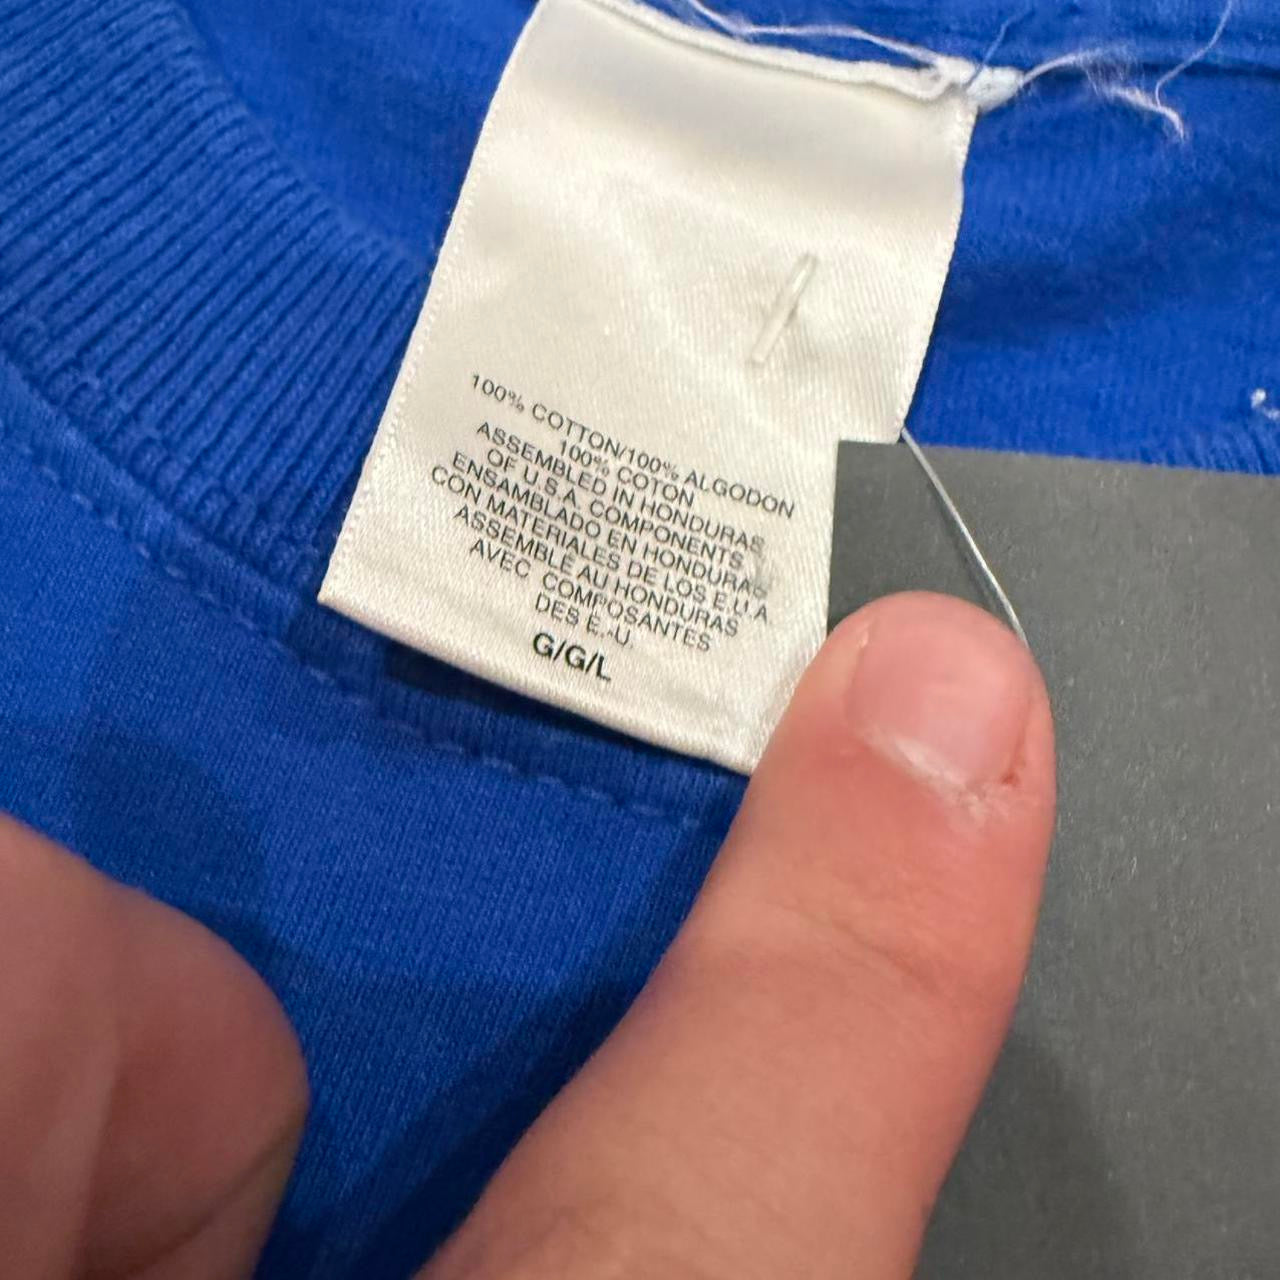 100% COTTON/100% ALGODON
100% COTON
ASSEMBLED IN HONDURAS
OF U.S.A. COMPONENTS
ENSAMBLADO EN HONDURAS
CON MATERIALES DE LOS E.U.A.
ASSEMBLÉ AU HONDURAS
AVEC COMPOSANTES
DES E.-U.
G/G/L